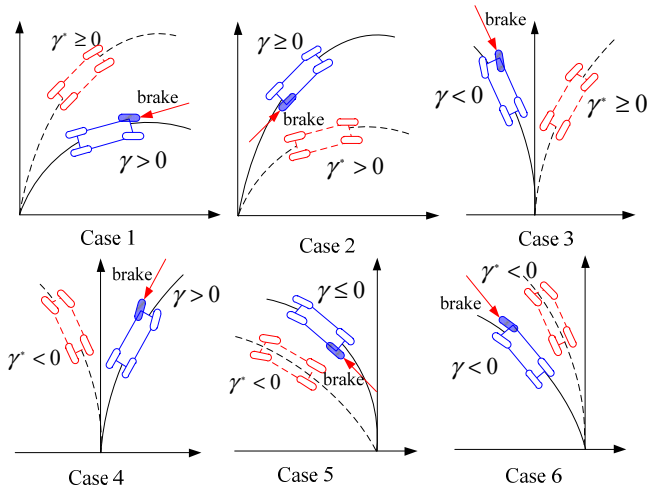 γ* ≥ 0
brake
γ > 0
Case 1
γ ≥ 0
brake
γ* > 0
Case 2
brake
γ < 0
γ* ≥ 0
Case 3
brake
γ > 0
γ* < 0
Case 4
γ ≤ 0
γ* < 0
brake
Case 5
γ* < 0
brake
γ < 0
Case 6